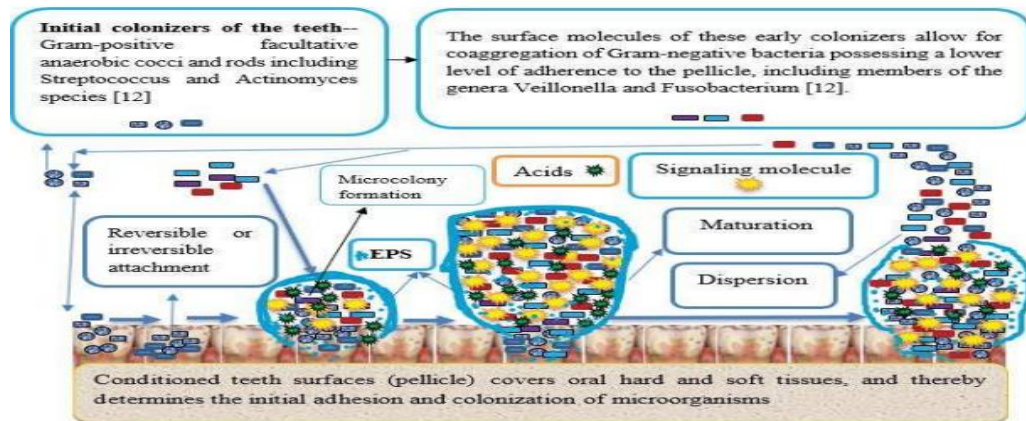 Initial colonizers of the teeth--
Gram-positive facultative
anaerobic cocci and rods including
Streptococcus and Actinomyces
species [12]
The surface molecules of these early colonizers allow for
coaggregation of Gram-negative bacteria possessing a lower
level of adherence to the pellicle, including members of the
genera Veillonella and Fusobacterium [12].
Microcolony
formation
Acids
Signaling molecule
Reversible or
irreversible
attachment
EPS
Maturation
Dispersion
Conditioned teeth surfaces (pellicle) covers oral hard and soft tissues, and thereby
determines the initial adhesion and colonization of microorganisms